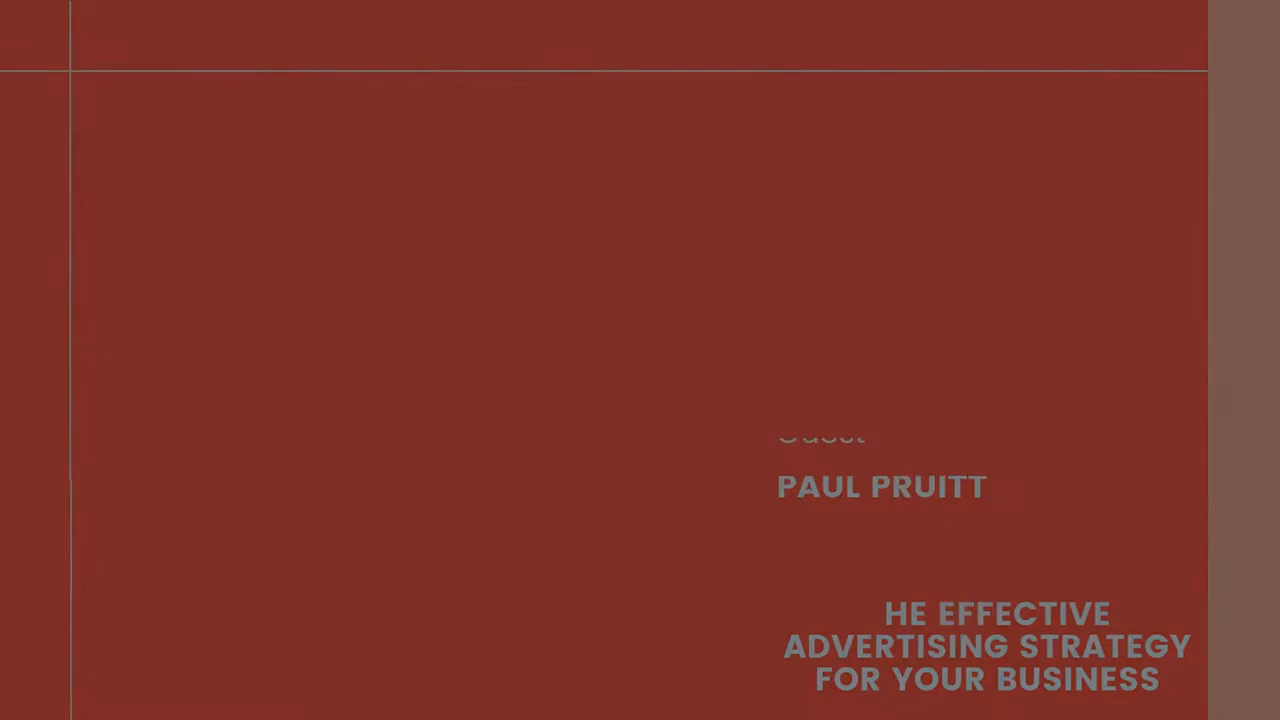 PAUL PRUITT
HE EFFECTIVE
ADVERTISING STRATEGY
FOR YOUR BUSINESS